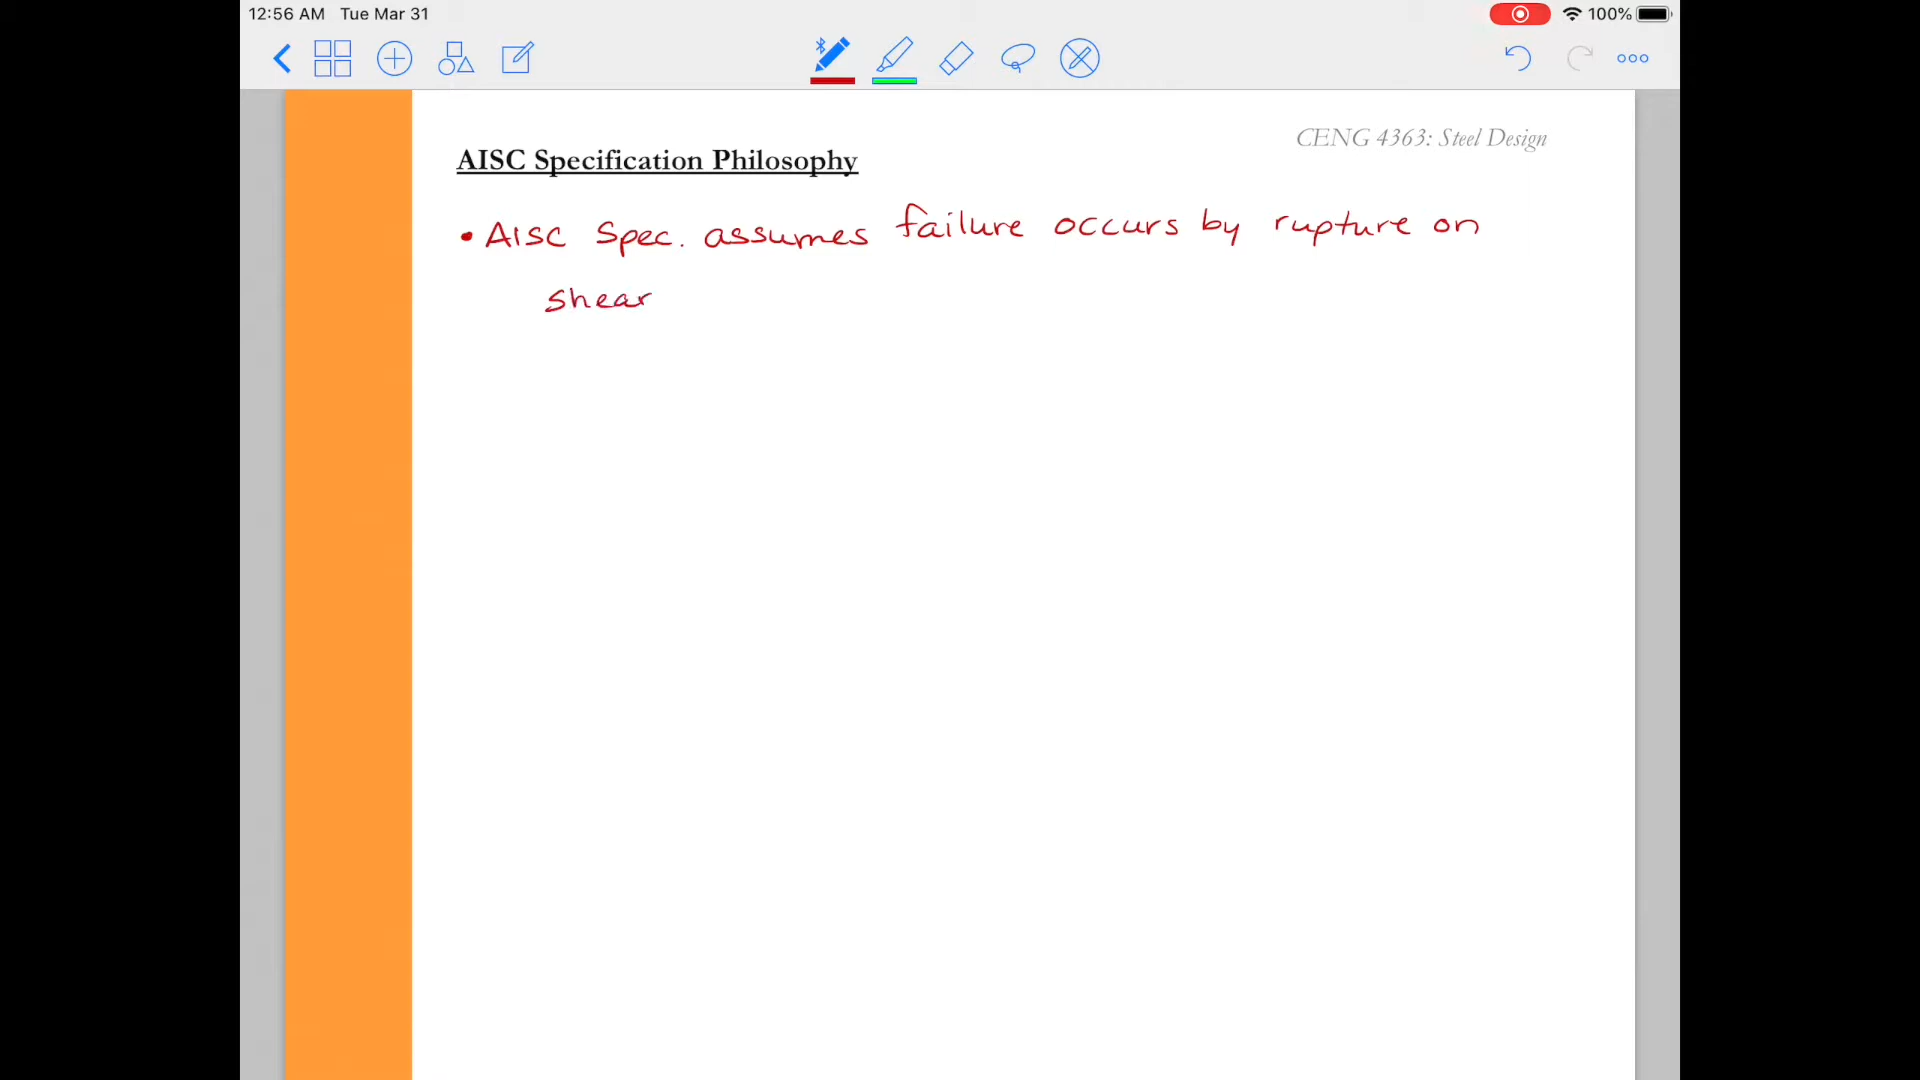 12:56 AM Tue Mar 31
100%
CENG 4363: Steel Design
AISC Specification Philosophy
• AISC Spec. assumes failure occurs by rupture on
shear